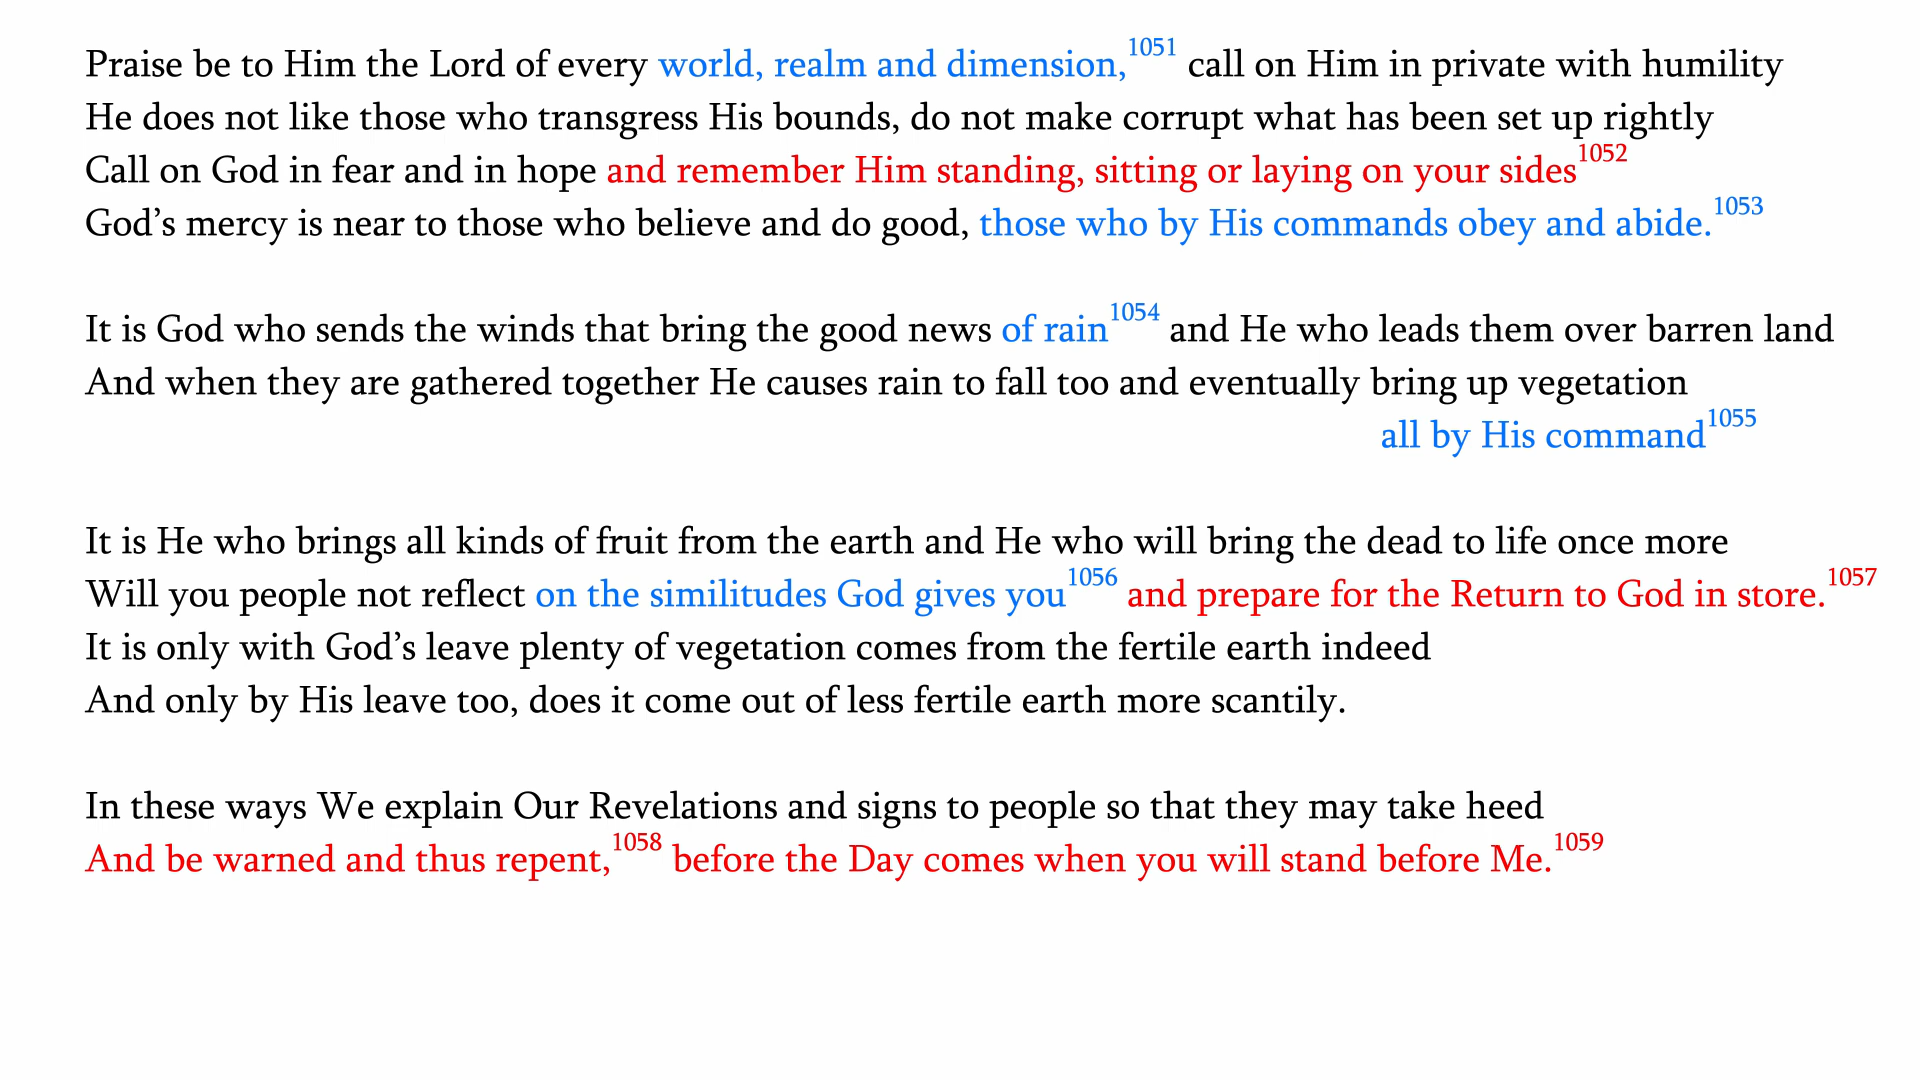 Praise be to Him the Lord of every world, realm and dimension,1051 call on Him in private with humility
He does not like those who transgress His bounds, do not make corrupt what has been set up rightly
Call on God in fear and in hope and remember Him standing, sitting or laying on your sides1052
God’s mercy is near to those who believe and do good, those who by His commands obey and abide.1053
It is God who sends the winds that bring the good news of rain1054 and He who leads them over barren land
And when they are gathered together He causes rain to fall too and eventually bring up vegetation
all by His command1055
It is He who brings all kinds of fruit from the earth and He who will bring the dead to life once more
Will you people not reflect on the similitudes God gives you1056 and prepare for the Return to God in store.1057
It is only with God’s leave plenty of vegetation comes from the fertile earth indeed
And only by His leave too, does it come out of less fertile earth more scantily.
In these ways We explain Our Revelations and signs to people so that they may take heed
And be warned and thus repent,1058 before the Day comes when you will stand before Me.1059